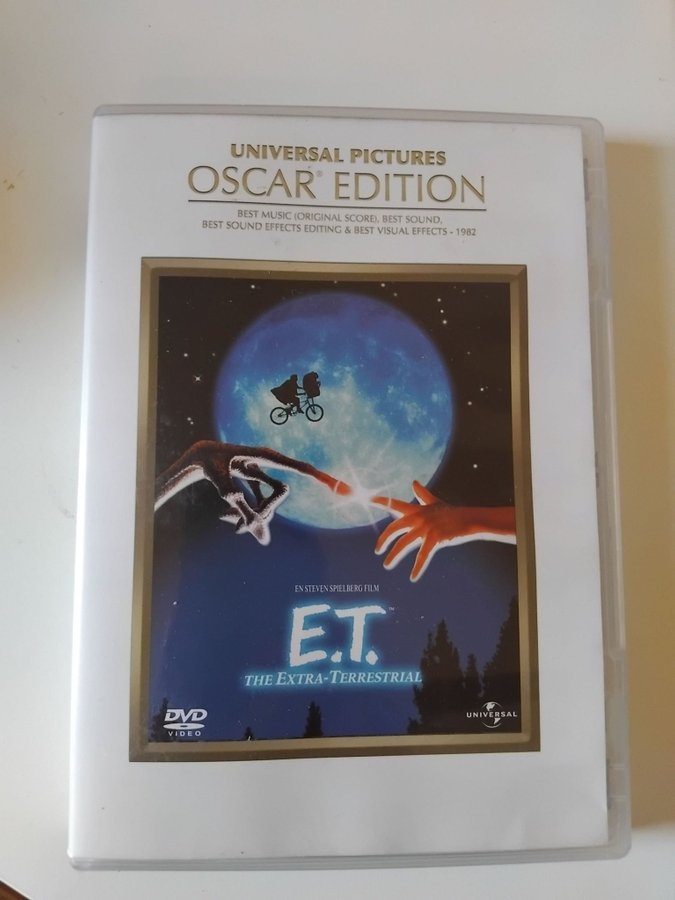 UNIVERSAL PICTURES
OSCAR® EDITION
BEST MUSIC (ORIGINAL SCORE), BEST SOUND,
BEST SOUND EFFECTS EDITING & BEST VISUAL EFFECTS - 1982
EN STEVEN SPIELBERG FILM
E.T.™
THE EXTRA-TERRESTRIAL
DVD
VIDEO
UNIVERSAL